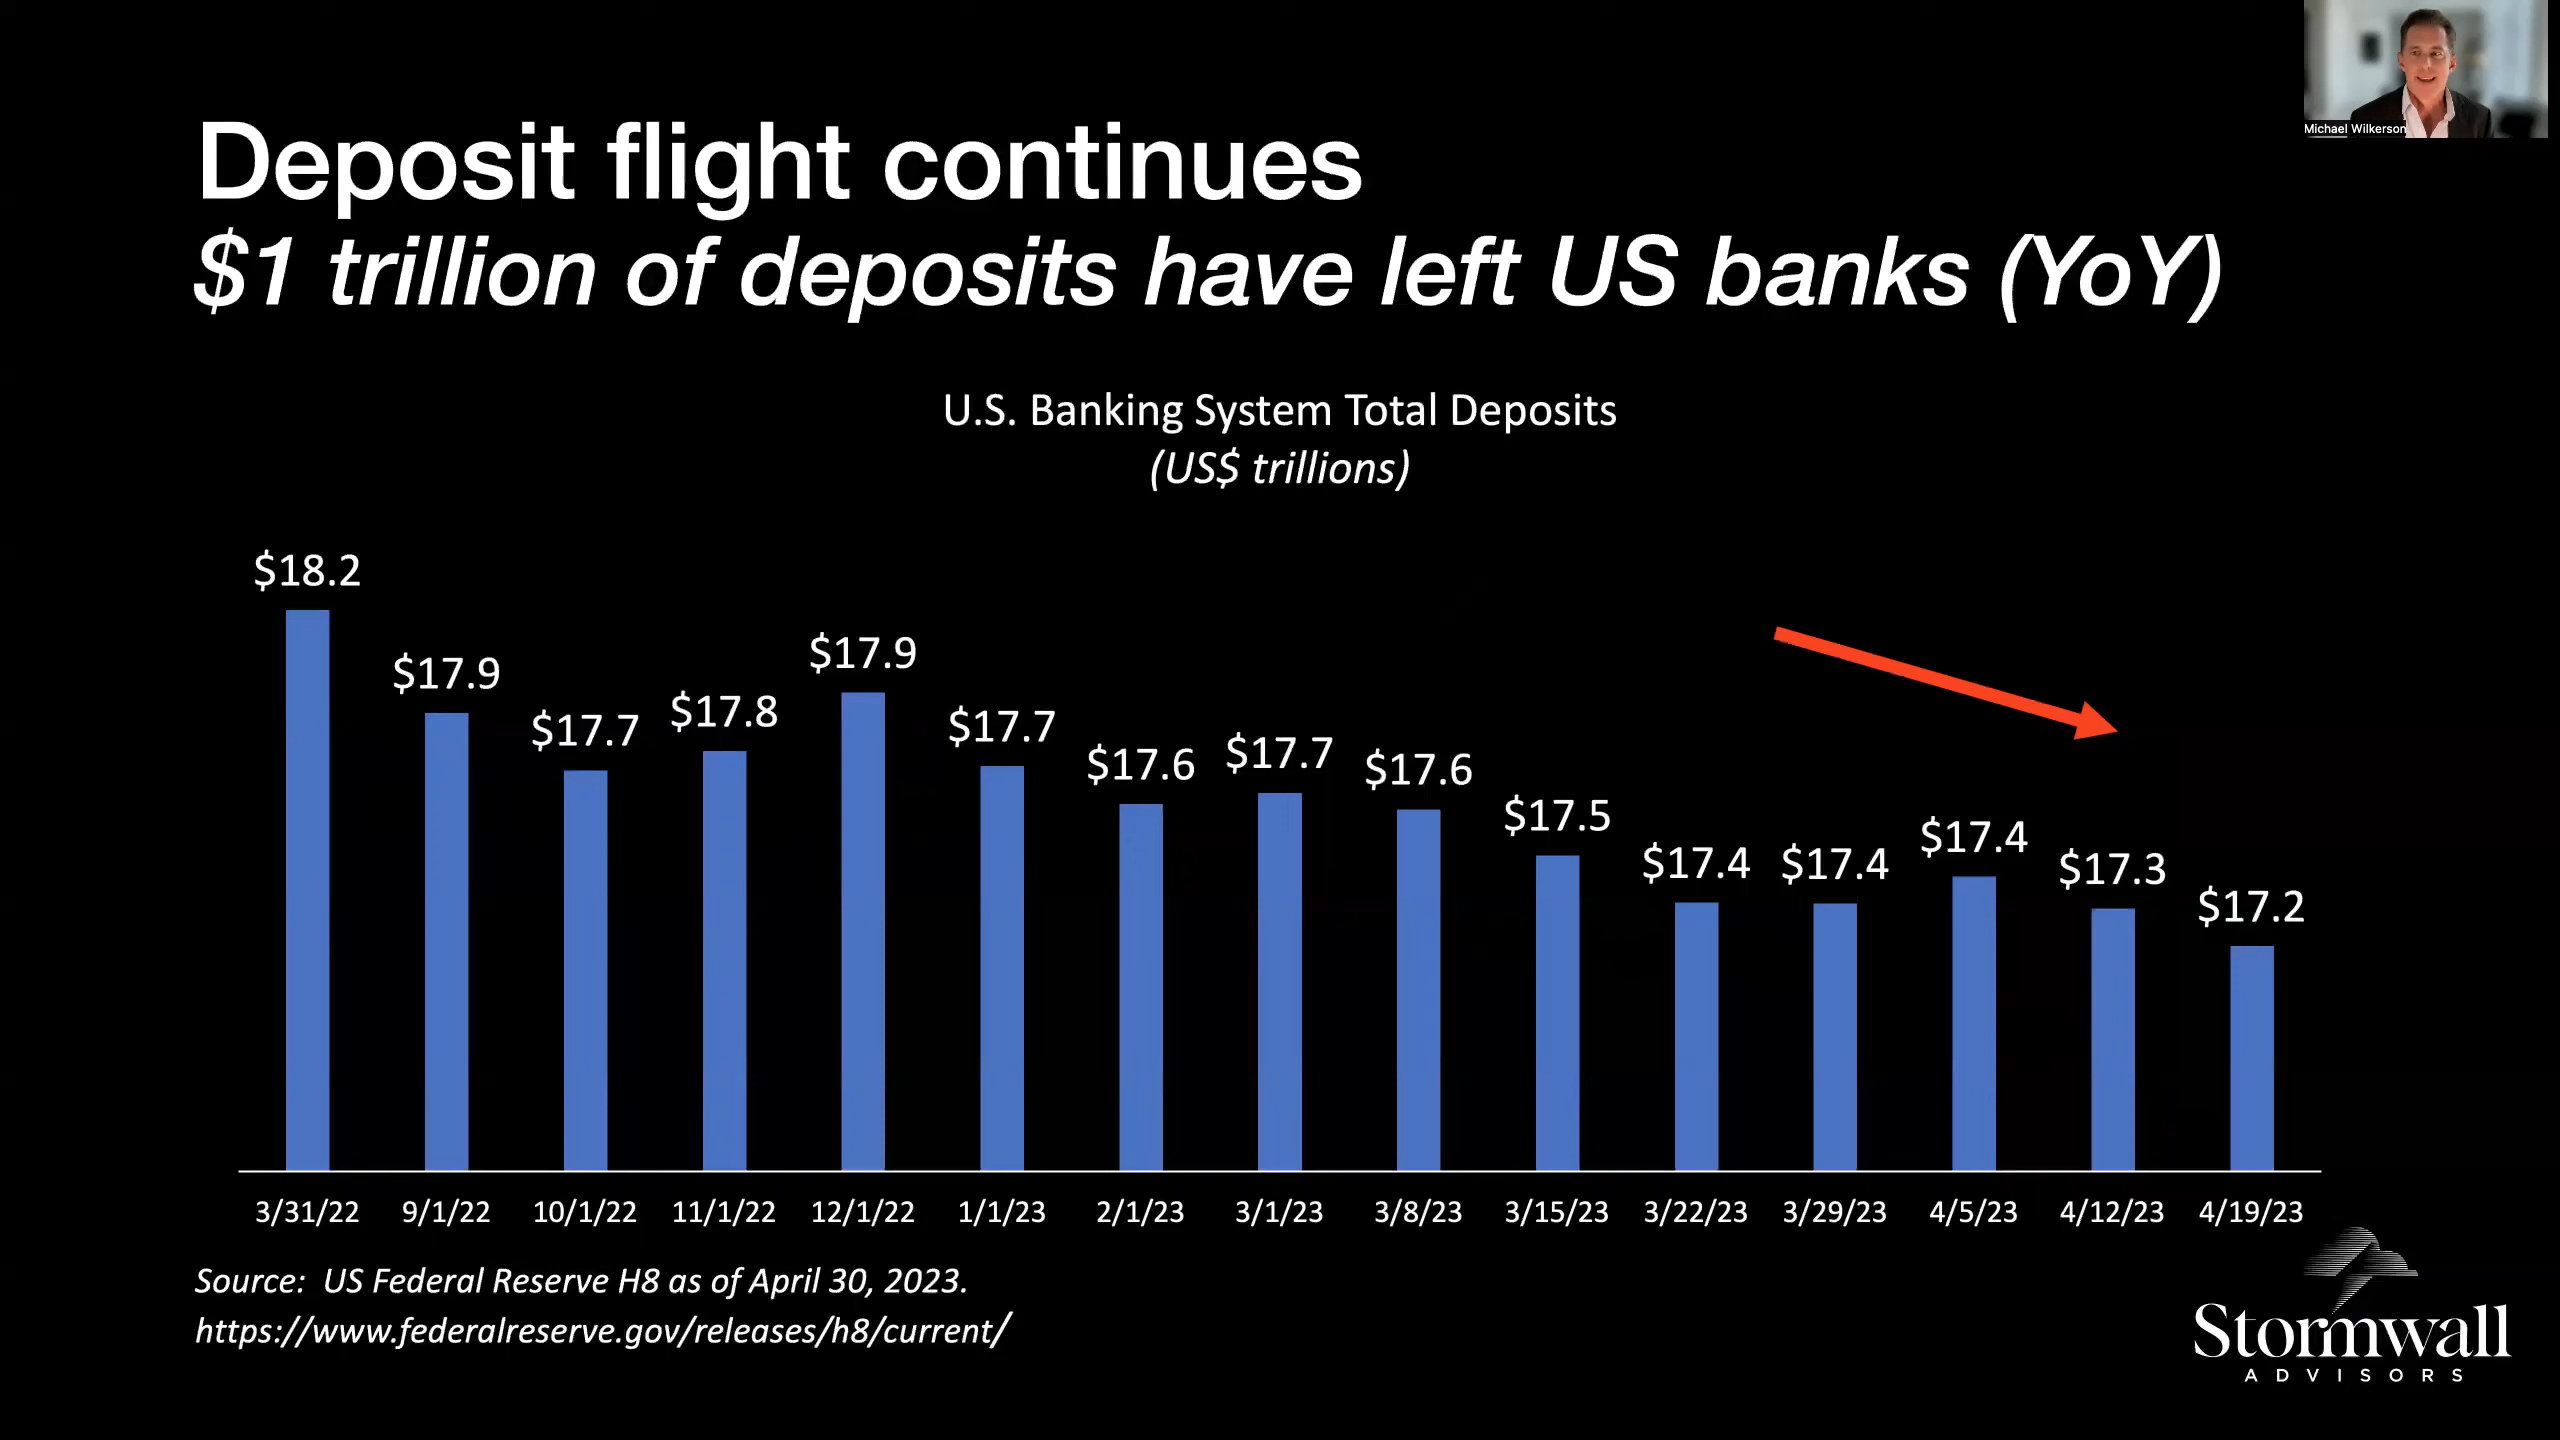 Michael Wilkerson
Deposit flight continues
$1 trillion of deposits have left US banks (YoY)
U.S. Banking System Total Deposits
(US$ trillions)
$18.2
$17.9
$17.7
$17.8
$17.9
$17.7
$17.6
$17.7
$17.6
$17.5
$17.4
$17.4
$17.4
$17.3
$17.2
3/31/22 9/1/22 10/1/22 11/1/22 12/1/22 1/1/23 2/1/23 3/1/23 3/8/23 3/15/23 3/22/23 3/29/23 4/5/23 4/12/23 4/19/23
Source:  US Federal Reserve H8 as of April 30, 2023.
https://www.federalreserve.gov/releases/h8/current/
Stormwall
ADVISORS